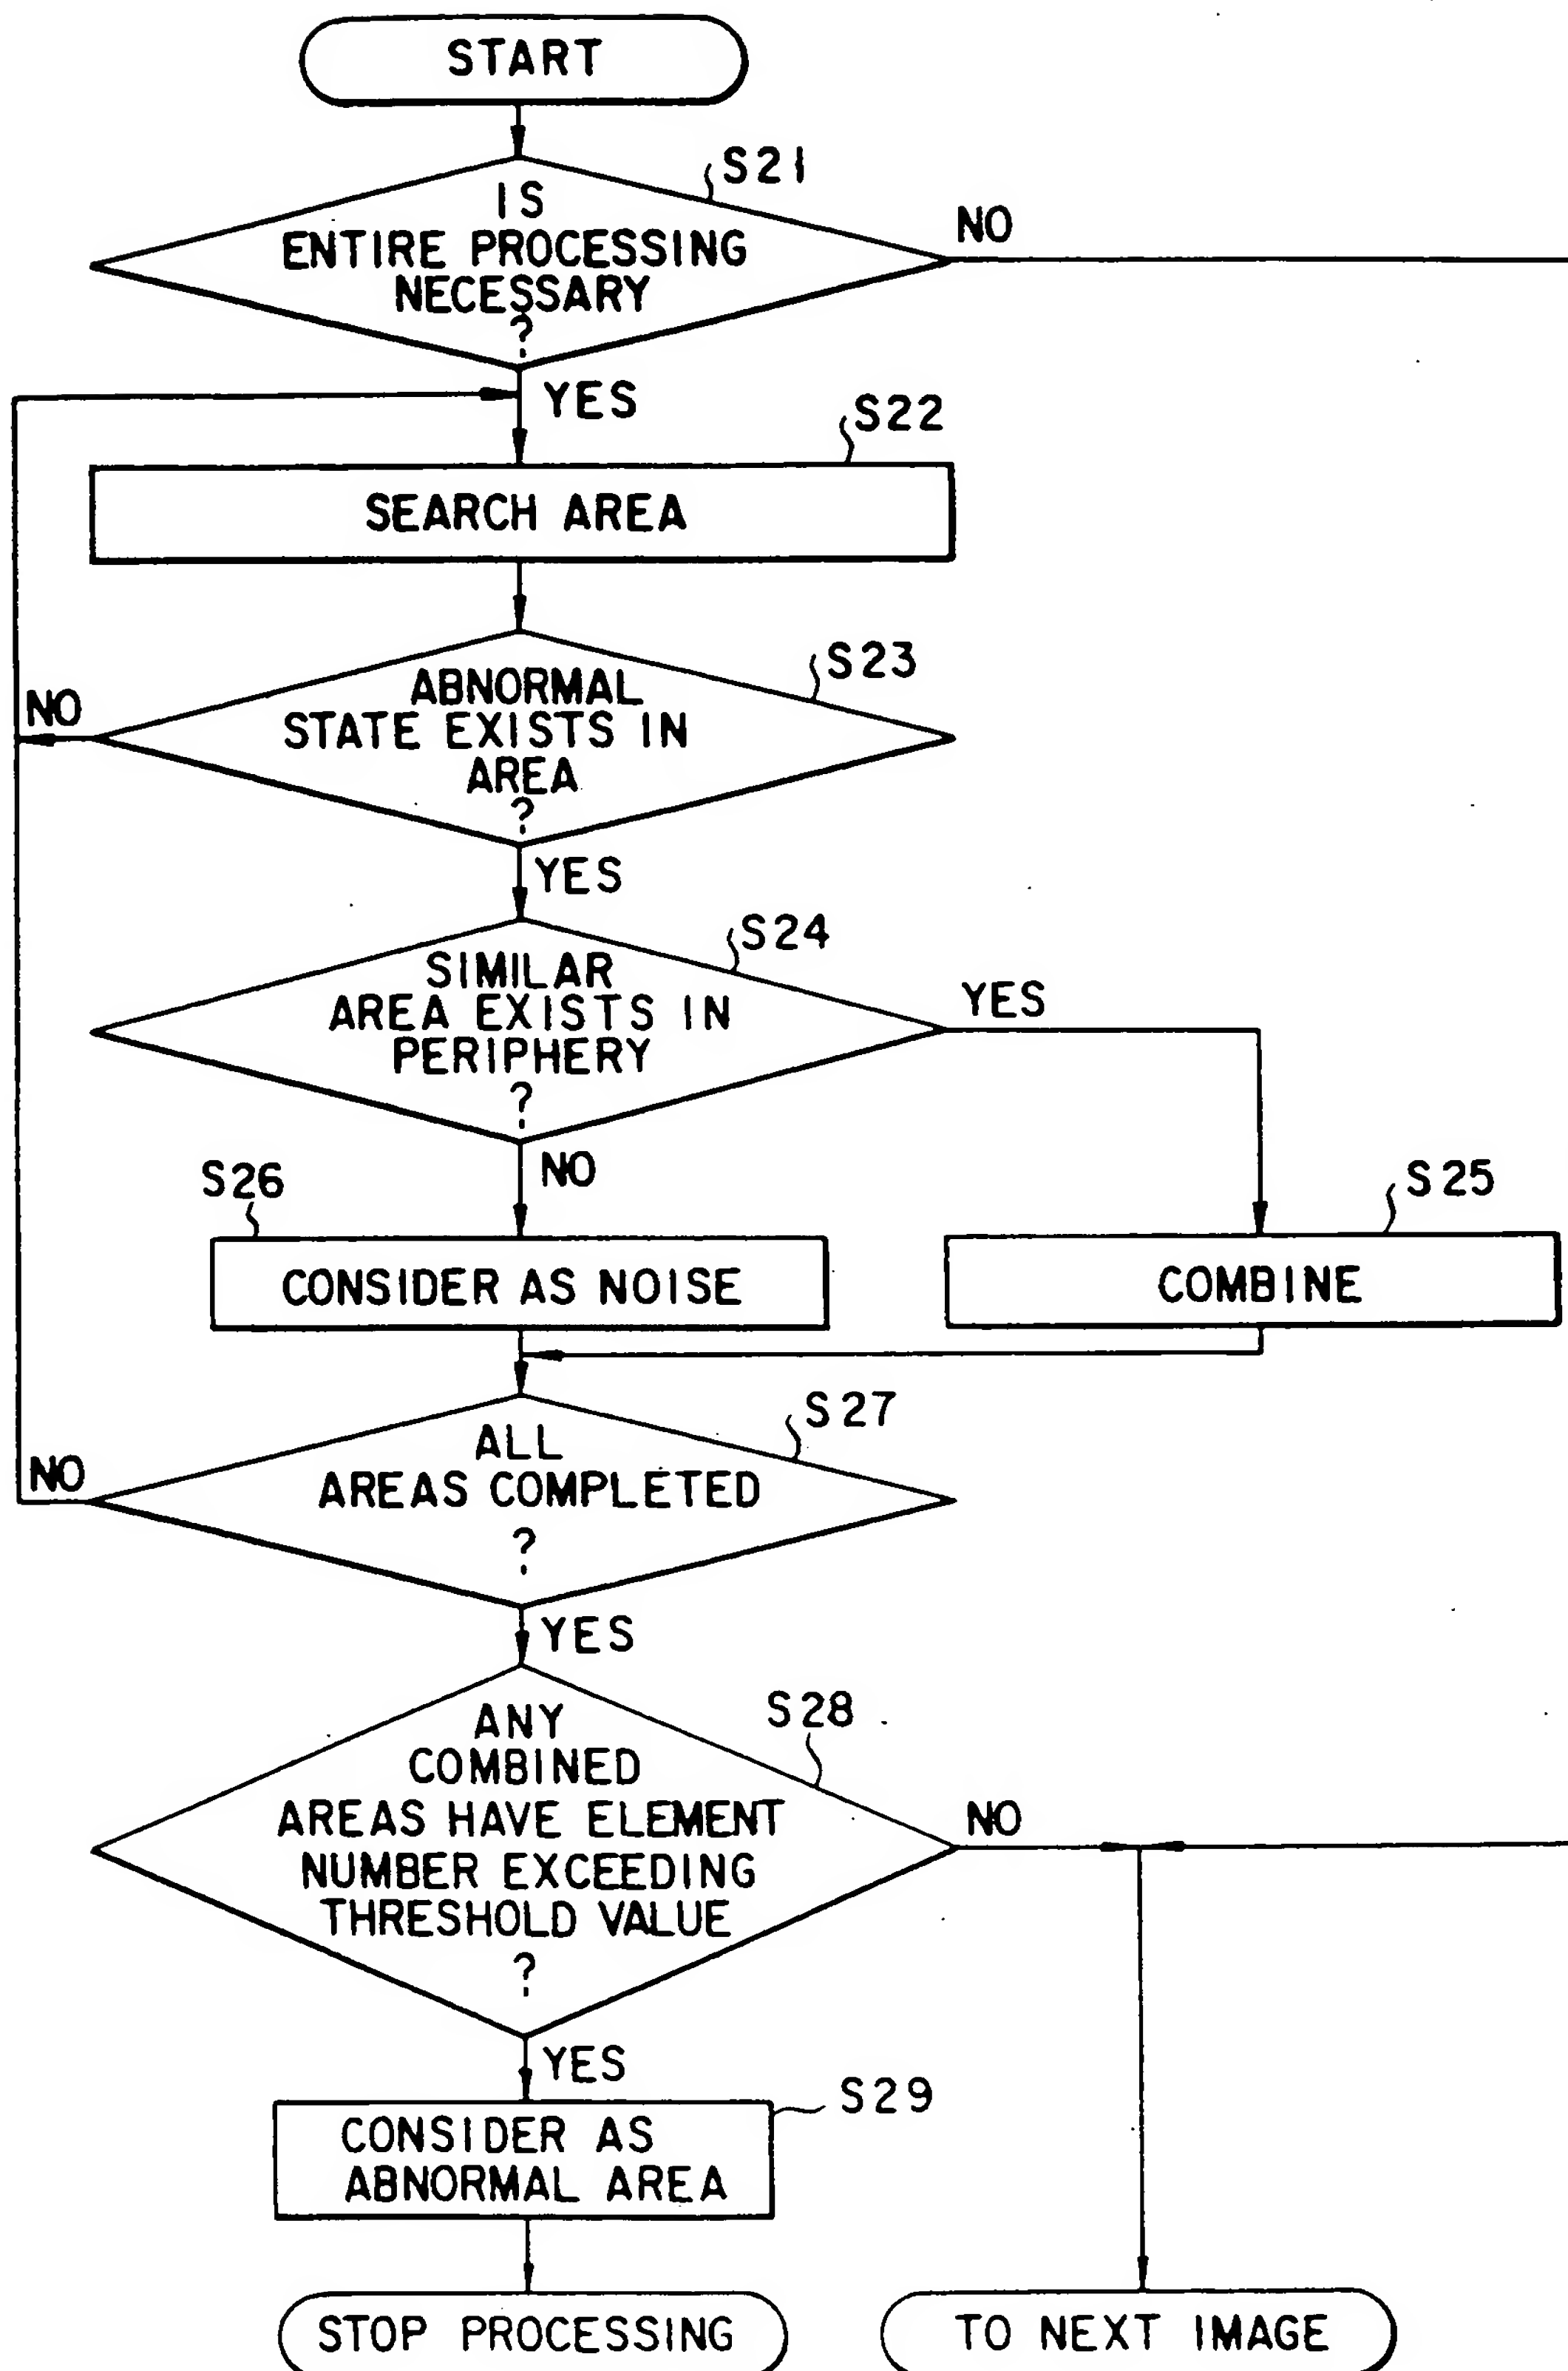 START
S21
IS
ENTIRE PROCESSING
NECESSARY
?
NO
YES
S22
SEARCH AREA
S23
ABNORMAL
STATE EXISTS IN
AREA
?
NO
YES
S24
SIMILAR
AREA EXISTS IN
PERIPHERY
?
YES
NO
S26
CONSIDER AS NOISE
S25
COMBINE
S27
ALL
AREAS COMPLETED
?
NO
YES
S28
ANY
COMBINED
AREAS HAVE ELEMENT
NUMBER EXCEEDING
THRESHOLD VALUE
?
NO
YES
S29
CONSIDER AS
ABNORMAL AREA
STOP PROCESSING
TO NEXT IMAGE